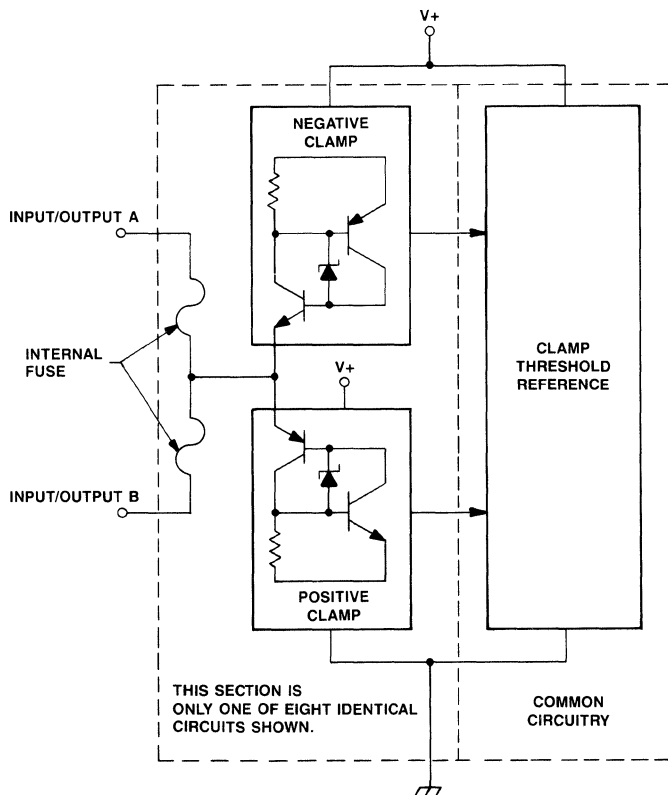 V+
NEGATIVE
CLAMP
INPUT/OUTPUT A
INTERNAL
FUSE
CLAMP
THRESHOLD
REFERENCE
V+
INPUT/OUTPUT B
POSITIVE
CLAMP
THIS SECTION IS
ONLY ONE OF EIGHT IDENTICAL
CIRCUITS SHOWN.
COMMON
CIRCUITRY